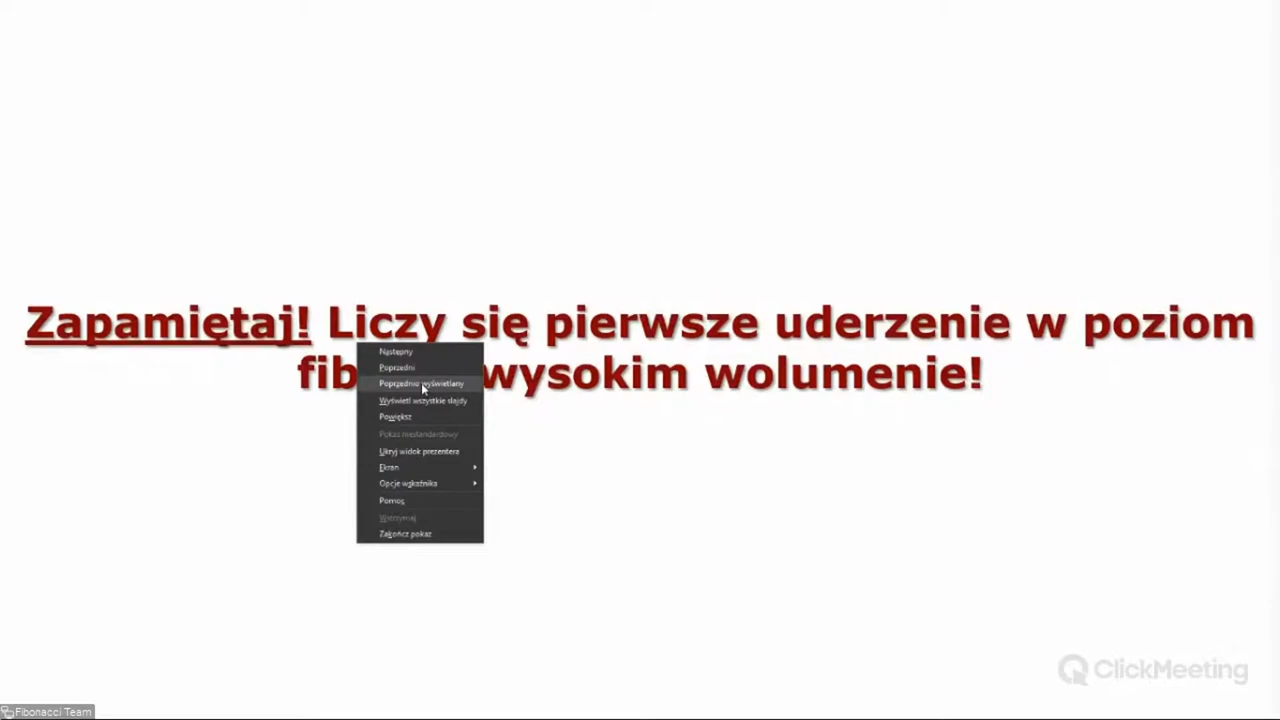 Zapamiętaj! Liczy się pierwsze uderzenie w poziom
fib wysokim wolumenie!
Następny
Poprzedni
Poprzednio wyświetlany
Wyświetl wszystkie slajdy
Powiększ
Pokaz niestandardowy
Ukryj widok prezentera
Ekran
Opcje wskaźnika
Pomoc
Wstrzymaj
Zakończ pokaz
ClickMeeting
Fibonacci Team